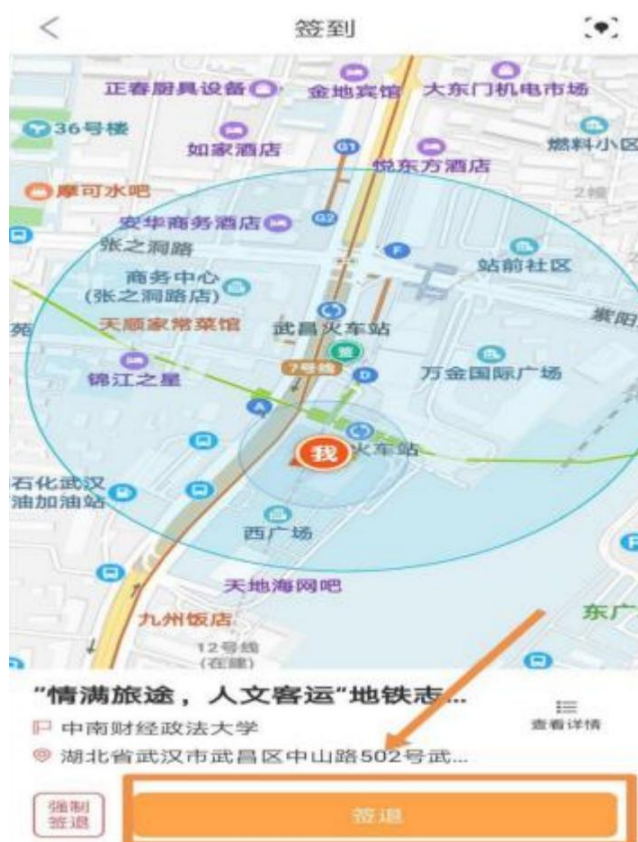 签到
正春厨具设备
金地宾馆
大东门机电市场
36号楼
如家酒店
G1
悦东方酒店
燃料小区
摩可水吧
2幢
安华商务酒店
G2
张之洞路
F
站前社区
商务中心
(张之洞路店)
紫阳
苑
天顺家常菜馆
武昌火车站
签
7号线
D
万金国际广场
锦江之星
A
我
火车站
石化武汉
油加油站
西广场
天地海网吧
东广
九州饭店
12号线
(在建)
"情满旅途，人文客运"地铁志...
查看详情
中南财经政法大学
湖北省武汉市武昌区中山路502号武...
强制
签退
签退